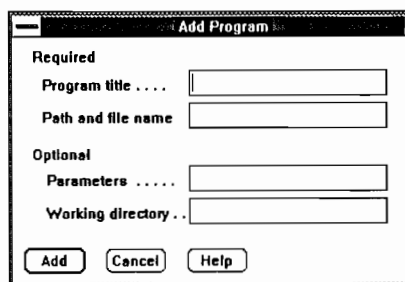 Add Program
Required
Program title . . . .
Path and file name
Optional
Parameters . . . . .
Working directory . .
Add Cancel Help